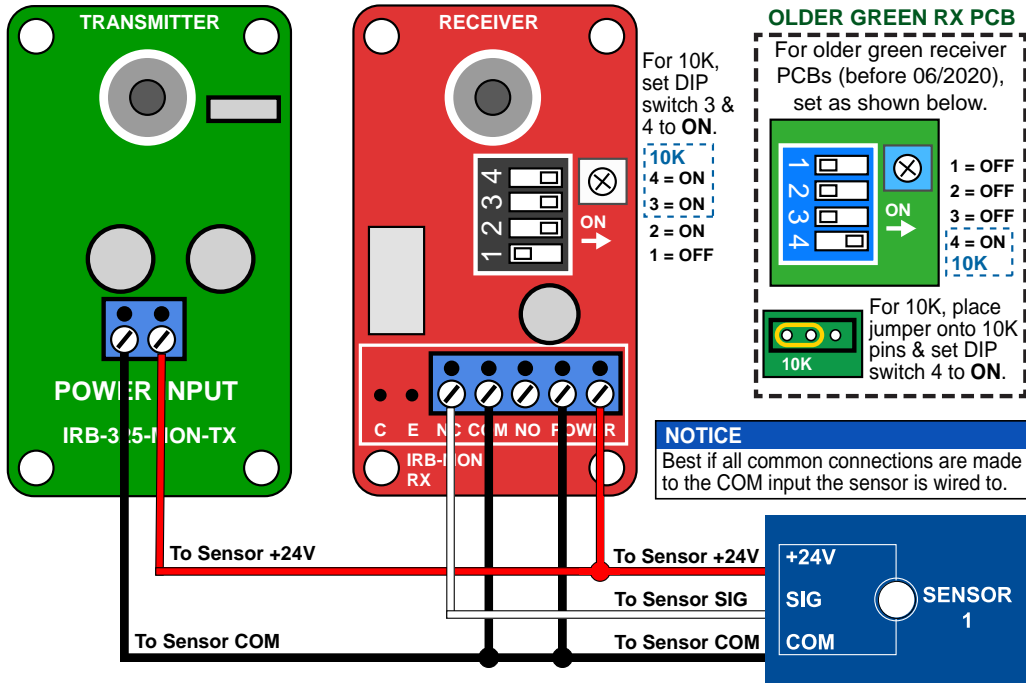 TRANSMITTER
POWER INPUT
IRB-325-MON-TX
RECEIVER
4
3
2
1
ON
C E NC COM NO POWER
IRB-MON
RX
For 10K,
set DIP
switch 3 &
4 to ON.
10K
4 = ON
3 = ON
2 = ON
1 = OFF
OLDER GREEN RX PCB
For older green receiver
PCBs (before 06/2020),
set as shown below.
1
2
3
4
ON
1 = OFF
2 = OFF
3 = OFF
4 = ON
10K
10K
For 10K, place
jumper onto 10K
pins & set DIP
switch 4 to ON.
NOTICE
Best if all common connections are made
to the COM input the sensor is wired to.
To Sensor +24V
To Sensor COM
To Sensor +24V
To Sensor SIG
To Sensor COM
+24V
SIG
COM
SENSOR
1